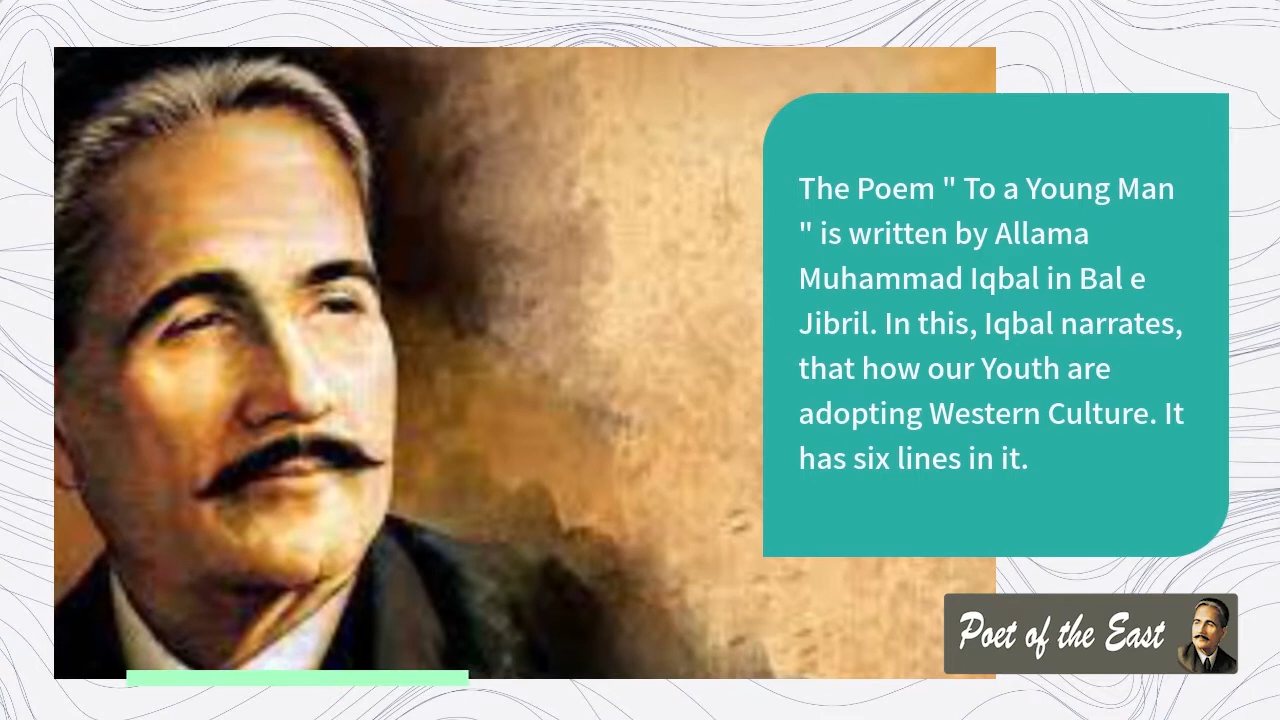 The Poem " To a Young Man
" is written by Allama
Muhammad Iqbal in Bal e
Jibril. In this, Iqbal narrates,
that how our Youth are
adopting Western Culture. It
has six lines in it.
Poet of the East